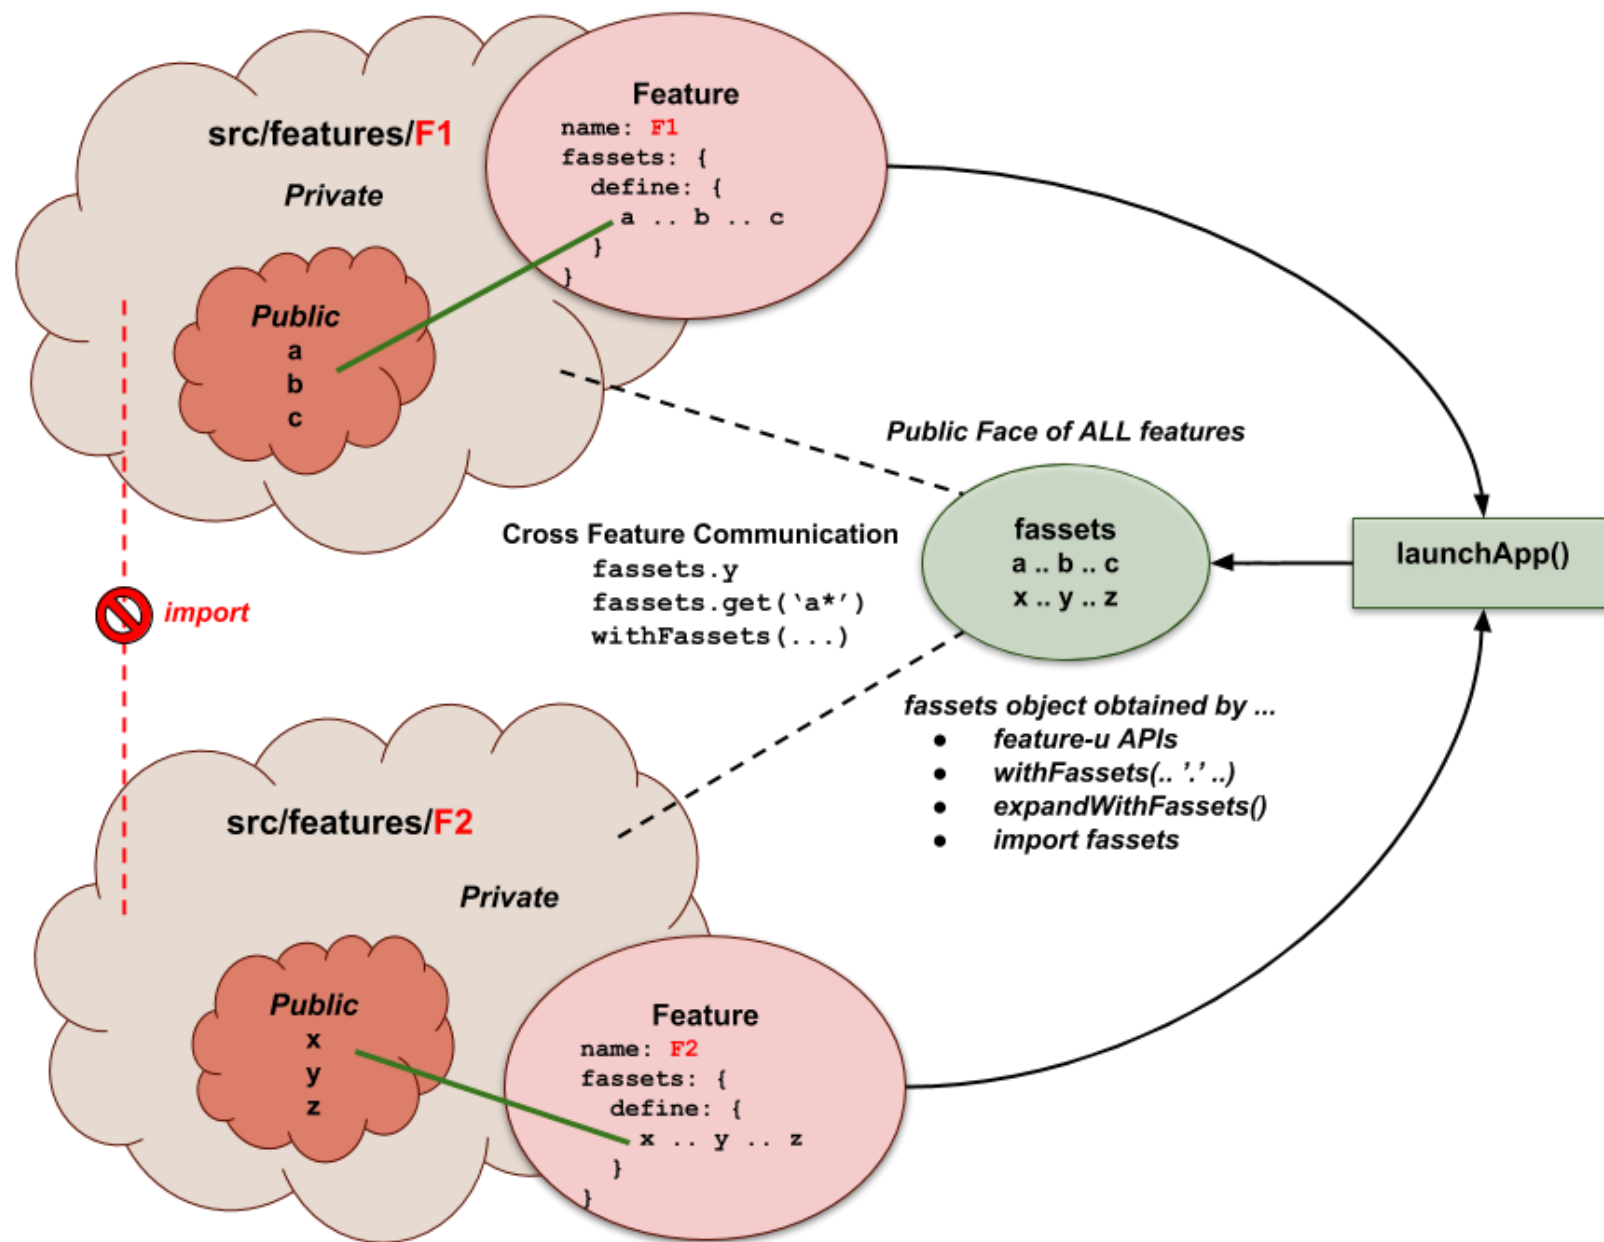 src/features/F1
Private
Public
a
b
c
Feature
name: F1
fassets: {
define: {
a .. b .. c
}
}
import
Public Face of ALL features
Cross Feature Communication
fassets.y
fassets.get(‘a*’)
withFassets(...)
fassets
a .. b .. c
x .. y .. z
launchApp()
fassets object obtained by ...
● feature-u APIs
● withFassets(.. ’.’ ..)
● expandWithFassets()
● import fassets
src/features/F2
Private
Public
x
y
z
Feature
name: F2
fassets: {
define: {
x .. y .. z
}
}